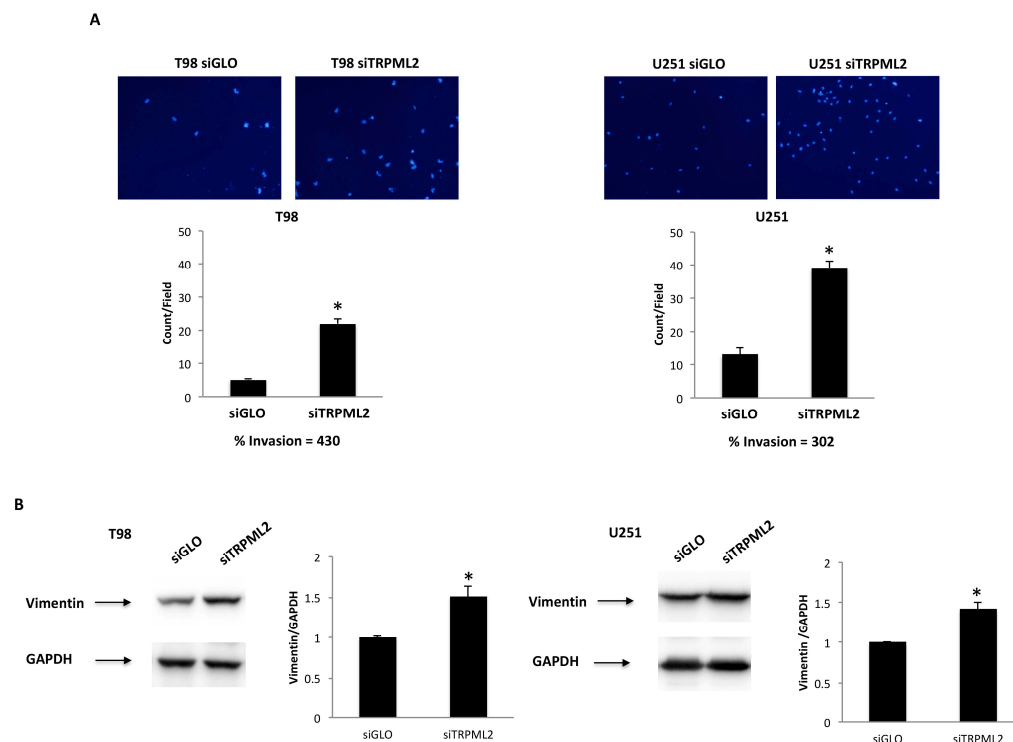 A
T98 siGLO
T98 siTRPML2
U251 siGLO
U251 siTRPML2
T98
50
40
30
20
10
0
Count/Field
*
siGLO
siTRPML2
% Invasion = 430
U251
50
40
30
20
10
0
Count/Field
*
siGLO
siTRPML2
% Invasion = 302
B
T98
siGLO
siTRPML2
Vimentin
GAPDH
2
1.5
1
0.5
0
Vimentin/GAPDH
*
siGLO
siTRPML2
U251
siGLO
siTRPML2
Vimentin
GAPDH
2
1.5
1
0.5
0
Vimentin /GAPDH
*
siGLO
siTRPML2